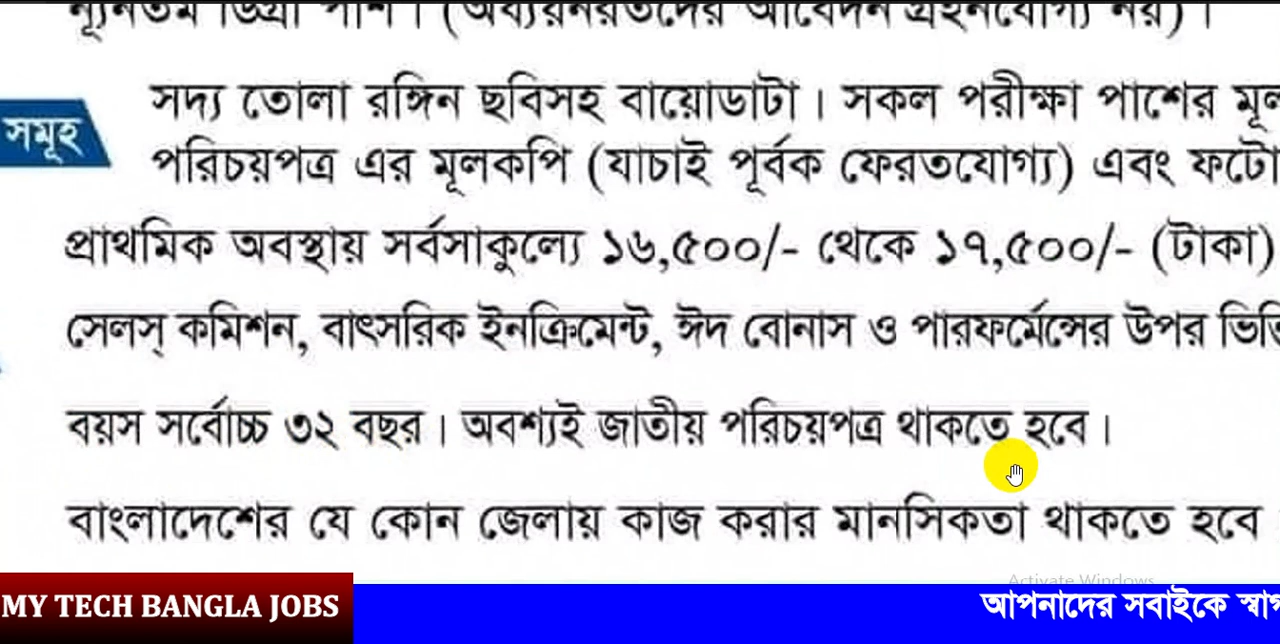 ন্যূনতম ডিগ্রী পাশ। (অধ্যয়নরতদের আবেদন গ্রহনযোগ্য নয়)।
সদ্য তোলা রঙ্গিন ছবিসহ বায়োডাটা। সকল পরীক্ষা পাশের মূল
সমূহ
পরিচয়পত্র এর মূলকপি (যাচাই পূর্বক ফেরতযোগ্য) এবং ফটো
প্রাথমিক অবস্থায় সর্বসাকুল্যে ১৬,৫০০/- থেকে ১৭,৫০০/- (টাকা)
সেলস্ কমিশন, বাৎসরিক ইনক্রিমেন্ট, ঈদ বোনাস ও পারফর্মেন্সের উপর ভিত্তি
বয়স সর্বোচ্চ ৩২ বছর। অবশ্যই জাতীয় পরিচয়পত্র থাকতে হবে।
বাংলাদেশের যে কোন জেলায় কাজ করার মানসিকতা থাকতে হবে
Activate Windows
MY TECH BANGLA JOBS
আপনাদের সবাইকে